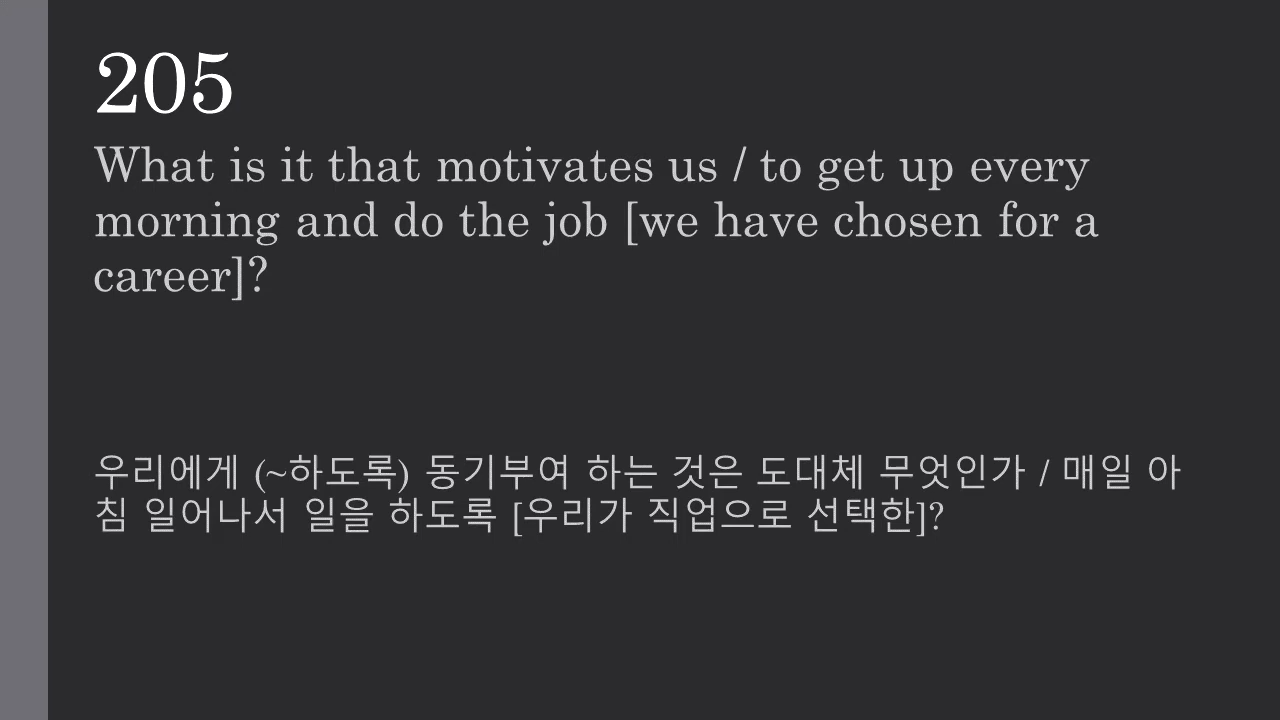 205
What is it that motivates us / to get up every
morning and do the job [we have chosen for a
career]?
우리에게 (~하도록) 동기부여 하는 것은 도대체 무엇인가 / 매일 아
침 일어나서 일을 하도록 [우리가 직업으로 선택한]?